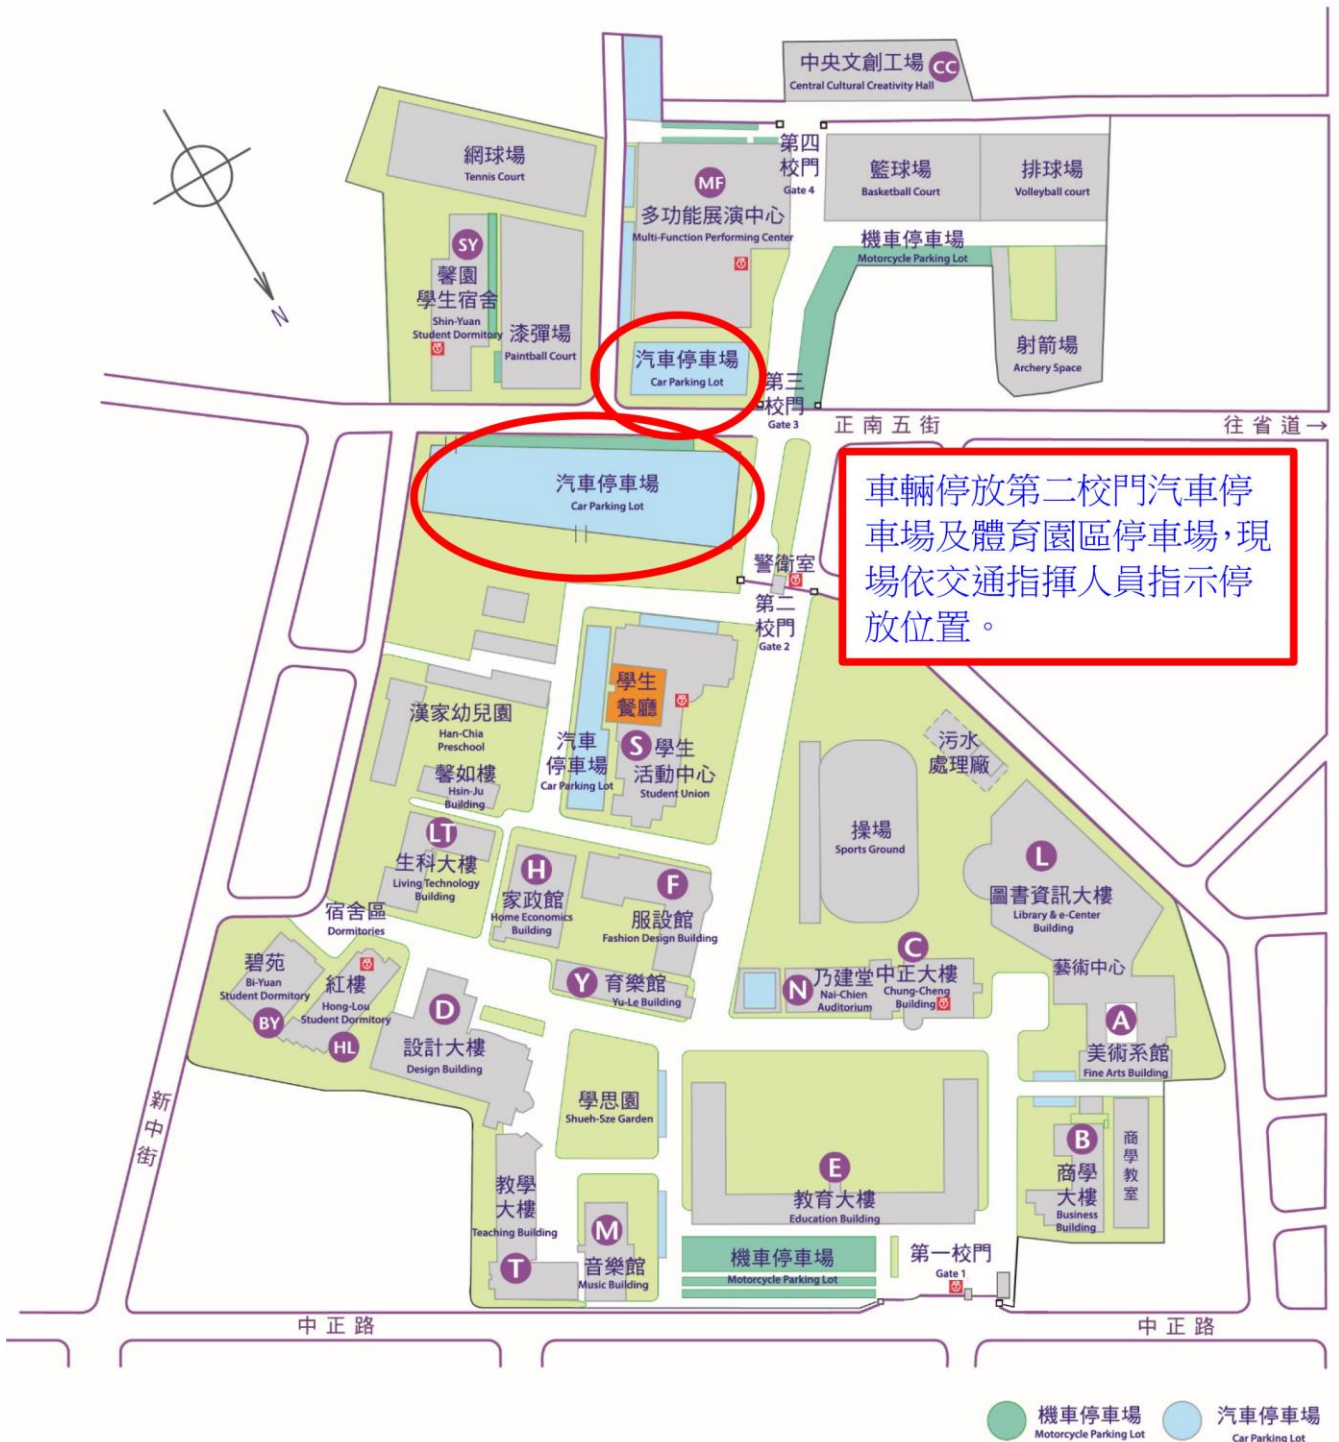 中央文創工場 CC
Central Cultural Creativity Hall
網球場
Tennis Court
第四
校門
Gate 4
籃球場
Basketball Court
排球場
Volleyball court
MF
多功能展演中心
Multi-Function Performing Center
SY
馨園
學生宿舍
Shin-Yuan
Student Dormitory
漆彈場
Paintball Court
機車停車場
Motorcycle Parking Lot
射箭場
Archery Space
N
汽車停車場
Car Parking Lot
第三
校門
Gate 3
正南五街
往省道→
汽車停車場
Car Parking Lot
車輛停放第二校門汽車停
車場及體育園區停車場,現
場依交通指揮人員指示停
放位置。
警衛室
第二
校門
Gate 2
學生
餐廳
S 學生
活動中心
Student Union
漢家幼兒園
Han-Chia
Preschool
汽車
停車場
Car Parking Lot
馨如樓
Hsin-Ju
Building
污水
處理廠
操場
Sports Ground
LT
生科大樓
Living Technology
Building
H
家政館
Home Economics
Building
F
服設館
Fashion Design Building
L
圖書資訊大樓
Library & e-Center
Building
宿舍區
Dormitories
碧苑
Bi-Yuan
Student Dormitory
BY
紅樓
Hong-Lou
Student Dormitory
HL
D
設計大樓
Design Building
Y 育樂館
Yu-Le Building
N 乃建堂
Nai-Chien
Auditorium
C
中正大樓
Chung-Cheng
Building
藝術中心
A
美術系館
Fine Arts Building
學思園
Shueh-Sze Garden
新中街
教學
大樓
Teaching Building
T
M
音樂館
Music Building
E
教育大樓
Education Building
B
商學
大樓
Business
Building
商學教室
機車停車場
Motorcycle Parking Lot
第一校門
Gate 1
中正路
中正路
機車停車場
Motorcycle Parking Lot
汽車停車場
Car Parking Lot